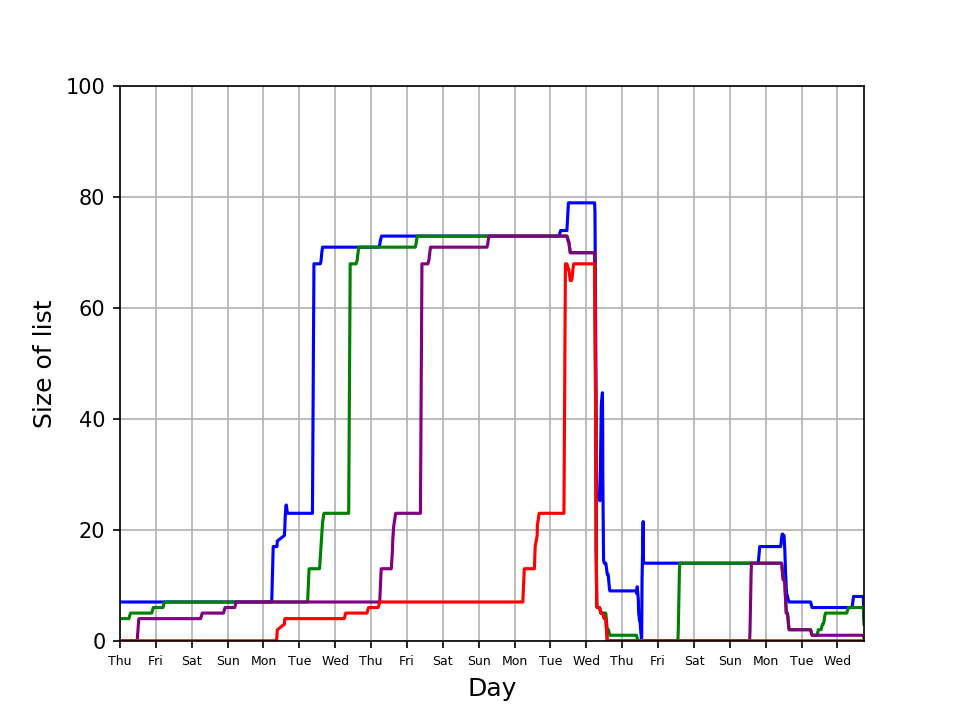 100
80
60
40
20
0
Size of list
Thu Fri Sat Sun Mon Tue Wed Thu Fri Sat Sun Mon Tue Wed Thu Fri Sat Sun Mon Tue Wed
Day